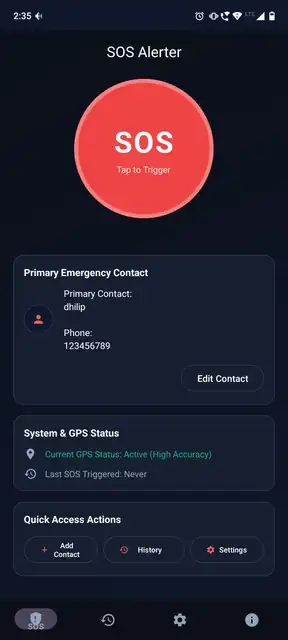 2:35
LTE
SOS Alerter
SOS
Tap to Trigger
Primary Emergency Contact
Primary Contact:
dhilip
Phone:
123456789
Edit Contact
System & GPS Status
Current GPS Status: Active (High Accuracy)
Last SOS Triggered: Never
Quick Access Actions
Add
Contact
History
Settings
SOS